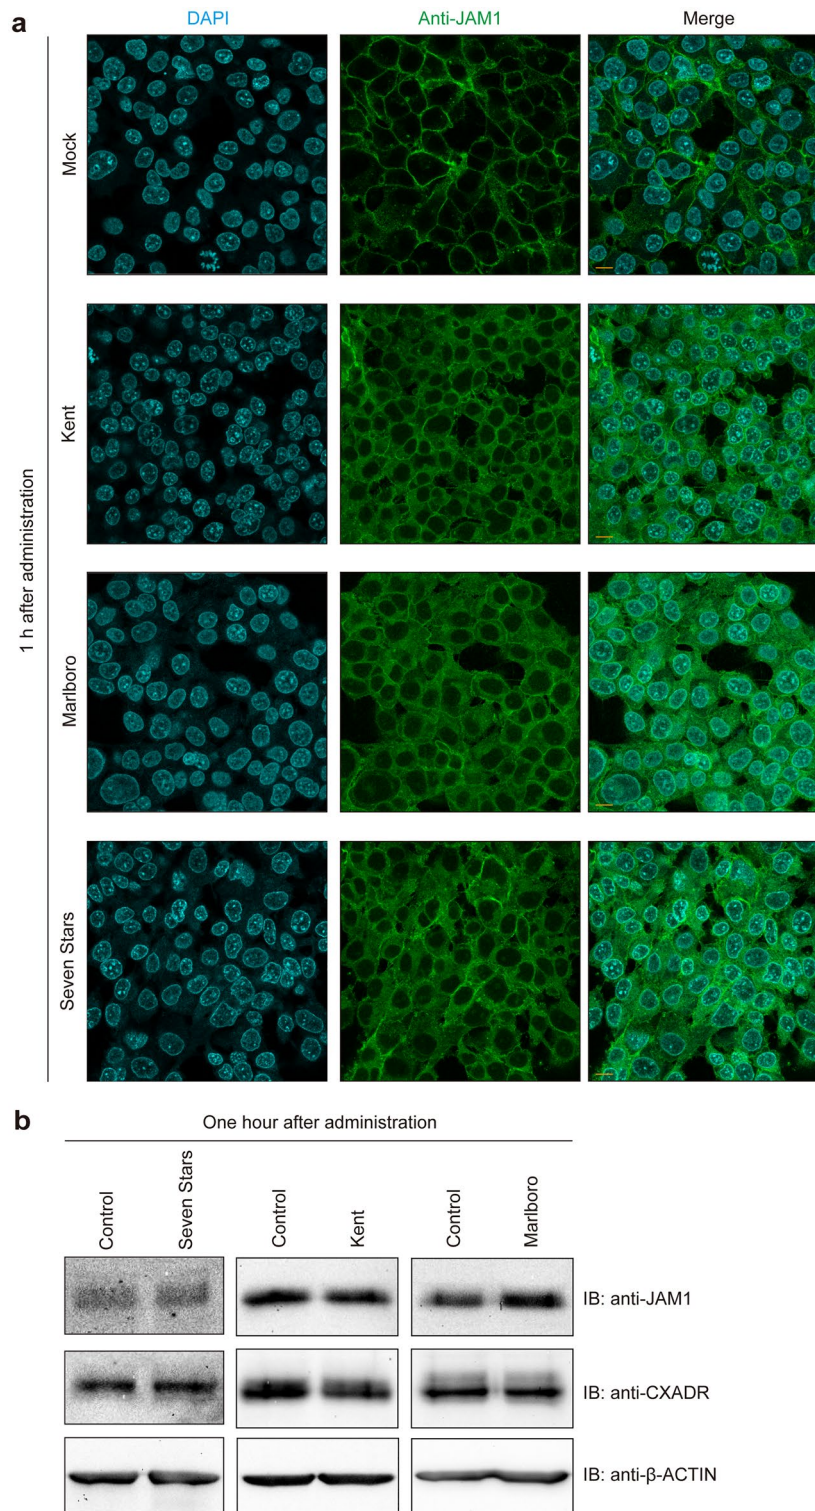 a
DAPI
Anti-JAM1
Merge
1 h after administration
Mock
Kent
Marlboro
Seven Stars
b
One hour after administration
Control
Seven Stars
Control
Kent
Control
Marlboro
IB: anti-JAM1
IB: anti-CXADR
IB: anti-β-ACTIN